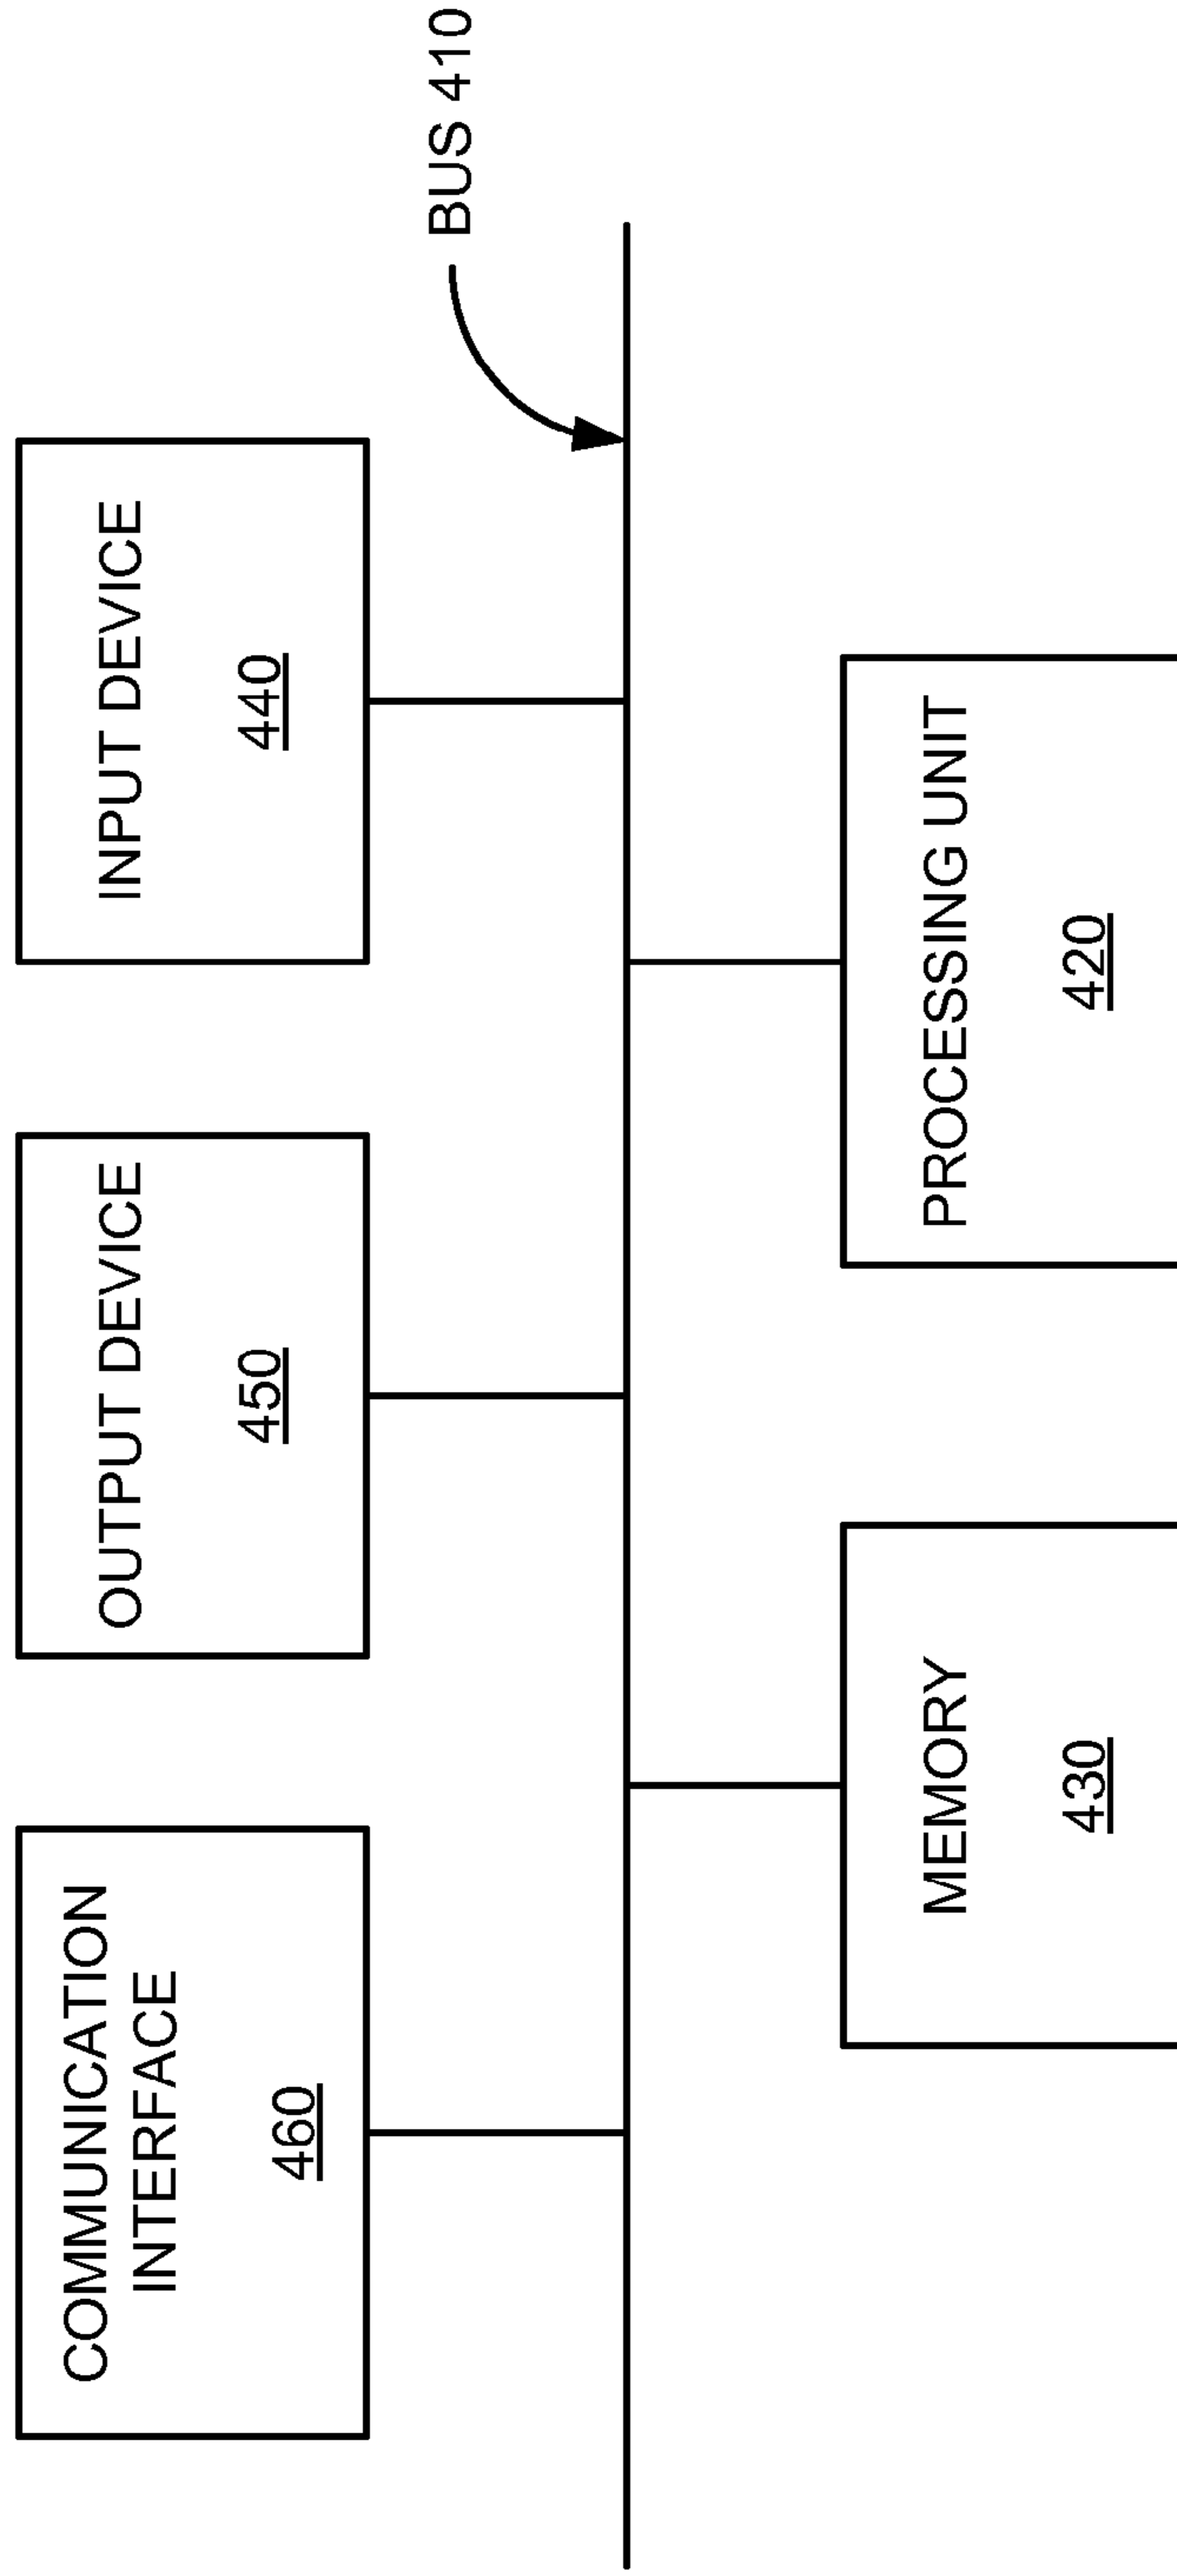 COMMUNICATION
INTERFACE
460
OUTPUT DEVICE
450
INPUT DEVICE
440
BUS 410
MEMORY
430
PROCESSING UNIT
420